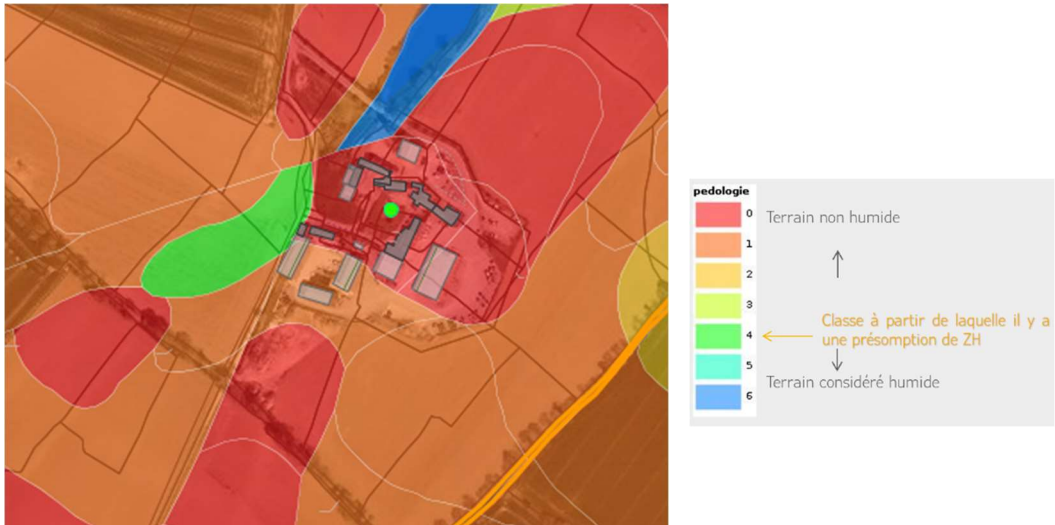 pedologie
0
Terrain non humide
1
2
3
Classe à partir de laquelle il y a
4
une présomption de ZH
5
Terrain considéré humide
6